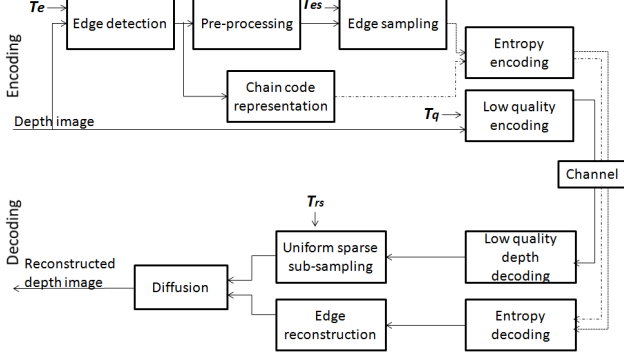 Te
Tes
Edge detection
Pre-processing
Edge sampling
Encoding
Entropy
encoding
Chain code
representation
Depth image
Tq
Low quality
encoding
Channel
Decoding
Trs
Uniform sparse
sub-sampling
Low quality
depth
decoding
Reconstructed
depth image
Diffusion
Edge
reconstruction
Entropy
decoding